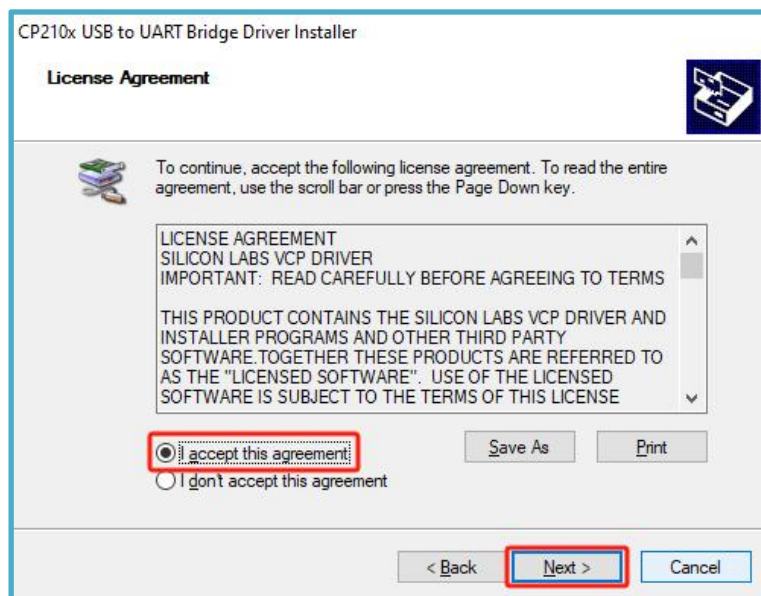 CP210x USB to UART Bridge Driver Installer
License Agreement
To continue, accept the following license agreement. To read the entire
agreement, use the scroll bar or press the Page Down key.
LICENSE AGREEMENT
SILICON LABS VCP DRIVER
IMPORTANT: READ CAREFULLY BEFORE AGREEING TO TERMS
THIS PRODUCT CONTAINS THE SILICON LABS VCP DRIVER AND
INSTALLER PROGRAMS AND OTHER THIRD PARTY
SOFTWARE.TOGETHER THESE PRODUCTS ARE REFERRED TO
AS THE "LICENSED SOFTWARE". USE OF THE LICENSED
SOFTWARE IS SUBJECT TO THE TERMS OF THIS LICENSE
I accept this agreement
Save As
Print
I don't accept this agreement
< Back
Next >
Cancel